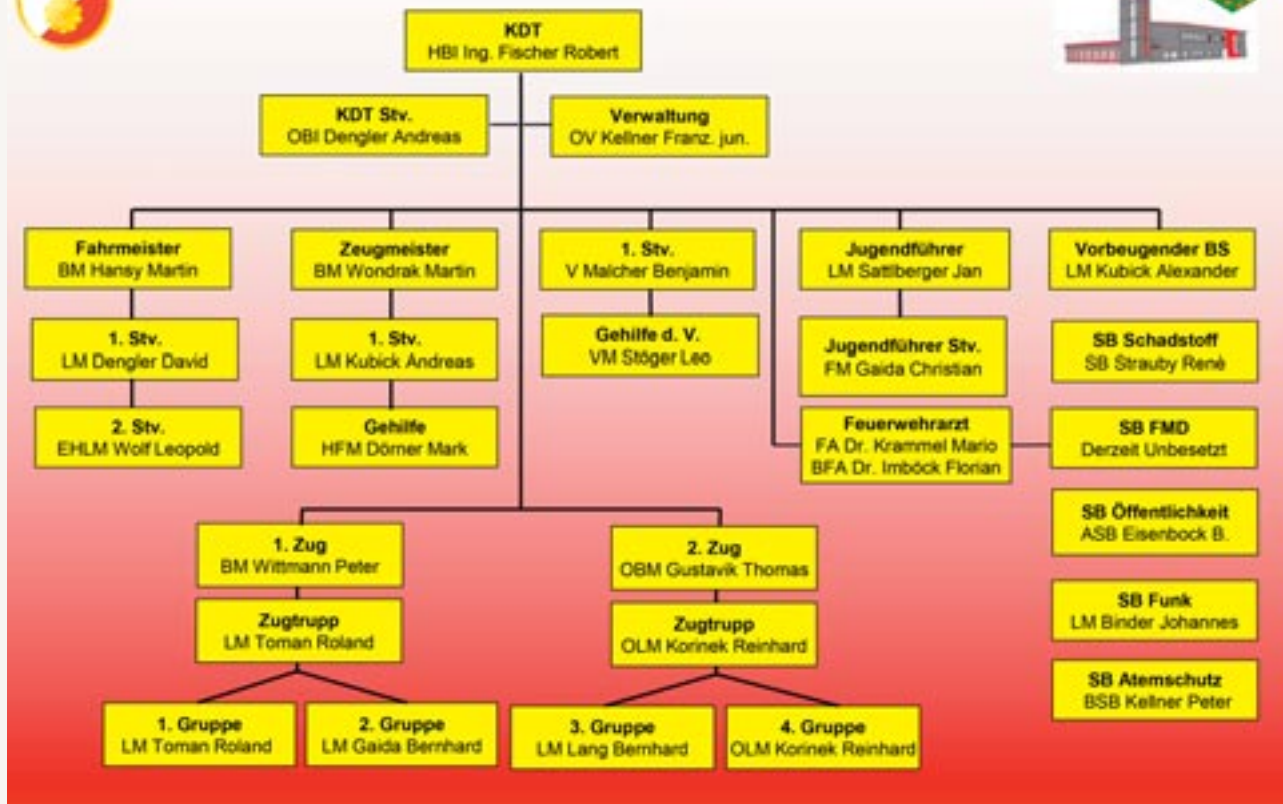 KDT
HBI Ing. Fischer Robert
KDT Stv.
OBI Dengler Andreas
Verwaltung
OV Kellner Franz. jun.
Fahrmeister
BM Hansy Martin
Zeugmeister
BM Wondrak Martin
1. Stv.
V Malcher Benjamin
Jugendführer
LM Sattlberger Jan
Vorbeugender BS
LM Kubick Alexander
1. Stv.
LM Dengler David
1. Stv.
LM Kubick Andreas
Gehilfe d. V.
VM Stöger Leo
Jugendführer Stv.
FM Gaida Christian
SB Schadstoff
SB Strauby Renè
2. Stv.
EHLM Wolf Leopold
Gehilfe
HFM Dörner Mark
Feuerwehrarzt
FA Dr. Krammel Mario
BFA Dr. Imböck Florian
SB FMD
Derzeit Unbesetzt
SB Öffentlichkeit
ASB Eisenbock B.
1. Zug
BM Wittmann Peter
2. Zug
OBM Gustavik Thomas
SB Funk
LM Binder Johannes
Zugtrupp
LM Toman Roland
Zugtrupp
OLM Korinek Reinhard
SB Atemschutz
BSB Kellner Peter
1. Gruppe
LM Toman Roland
2. Gruppe
LM Gaida Bernhard
3. Gruppe
LM Lang Bernhard
4. Gruppe
OLM Korinek Reinhard